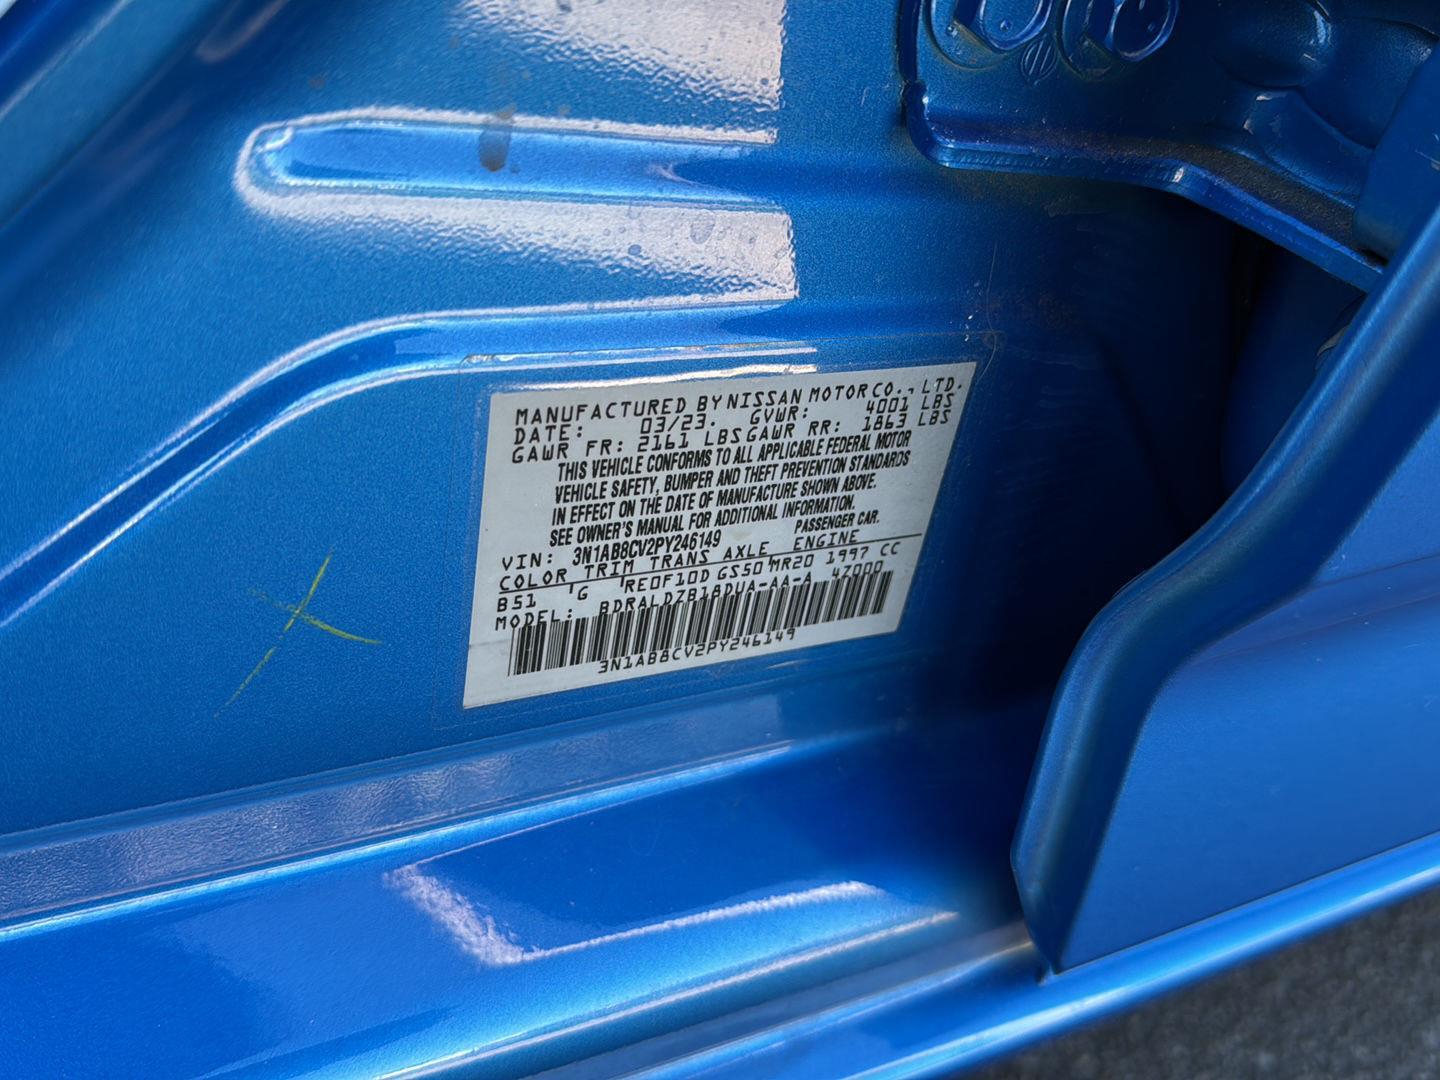 MANUFACTURED BY NISSAN MOTOR CO., LTD.
DATE: 03/23. GVWR: 4001 LBS
GAWR FR: 2161 LBS GAWR RR: 1863 LBS
THIS VEHICLE CONFORMS TO ALL APPLICABLE FEDERAL MOTOR
VEHICLE SAFETY, BUMPER AND THEFT PREVENTION STANDARDS
IN EFFECT ON THE DATE OF MANUFACTURE SHOWN ABOVE.
SEE OWNER'S MANUAL FOR ADDITIONAL INFORMATION.
PASSENGER CAR.
VIN: 3N1AB8CV2PY246149
COLOR TRIM TRANS AXLE ENGINE
B51 'G 'RE0F10D GS50 'MR20 1997 CC
MODEL: BDRALDZB18DUA-AA-A 47000
3N1AB8CV2PY246149